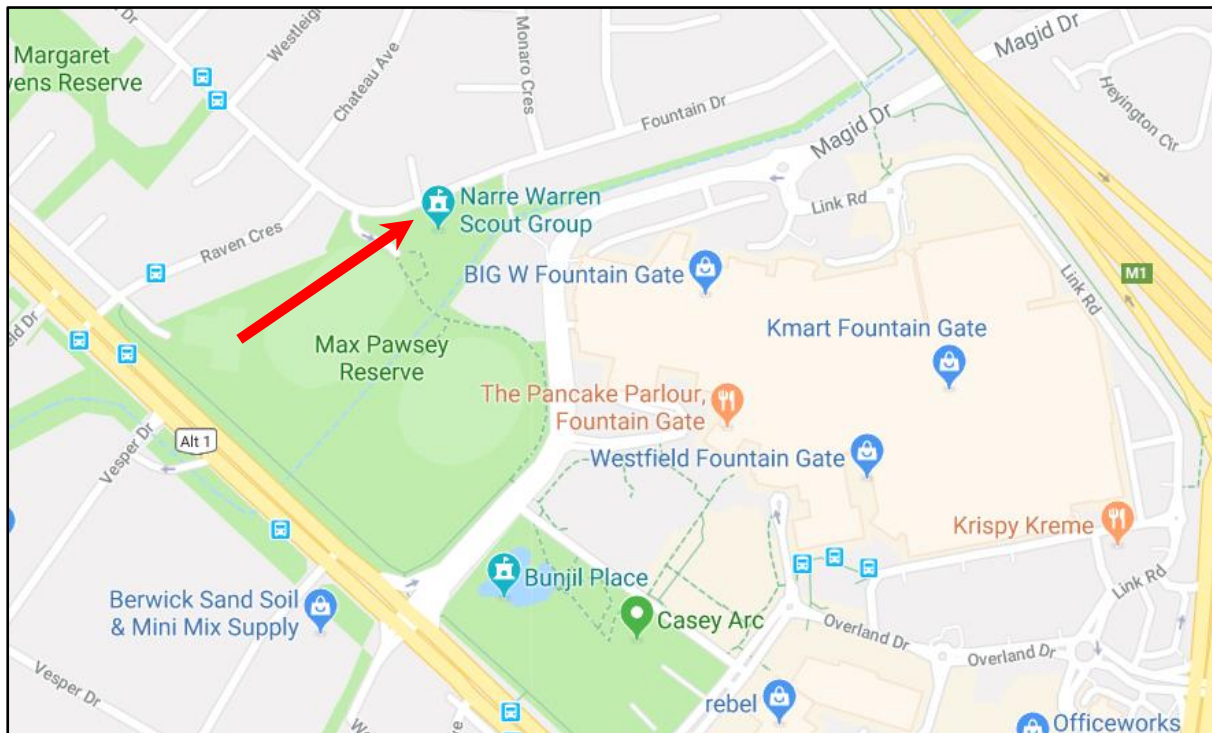 Westleigh
Magid Dr
Margaret
vens Reserve
Chateau Ave
Monaro Cres
Fountain Dr
Heyington Cir
Magid Dr
Narre Warren
Scout Group
Link Rd
Raven Cres
BIG W Fountain Gate
M1
Link Rd
Kmart Fountain Gate
Max Pawsey
Reserve
The Pancake Parlour,
Fountain Gate
Alt 1
Vesper Dr
Westfield Fountain Gate
Krispy Kreme
Bunjil Place
Link Rd
Berwick Sand Soil
& Mini Mix Supply
Casey Arc
Overland Dr
Overland Dr
Vesper Dr
rebel
Officeworks